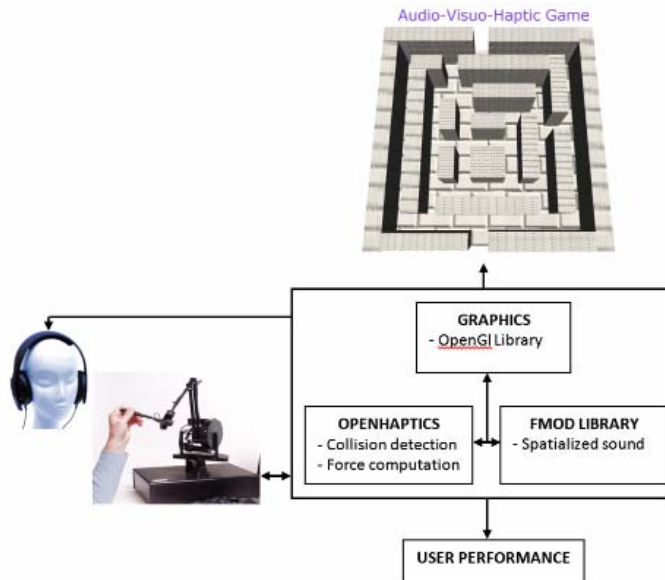 Audio-Visuo-Haptic Game
GRAPHICS
- OpenGl Library
OPENHAPTICS
- Collision detection
- Force computation
FMOD LIBRARY
- Spatialized sound
USER PERFORMANCE